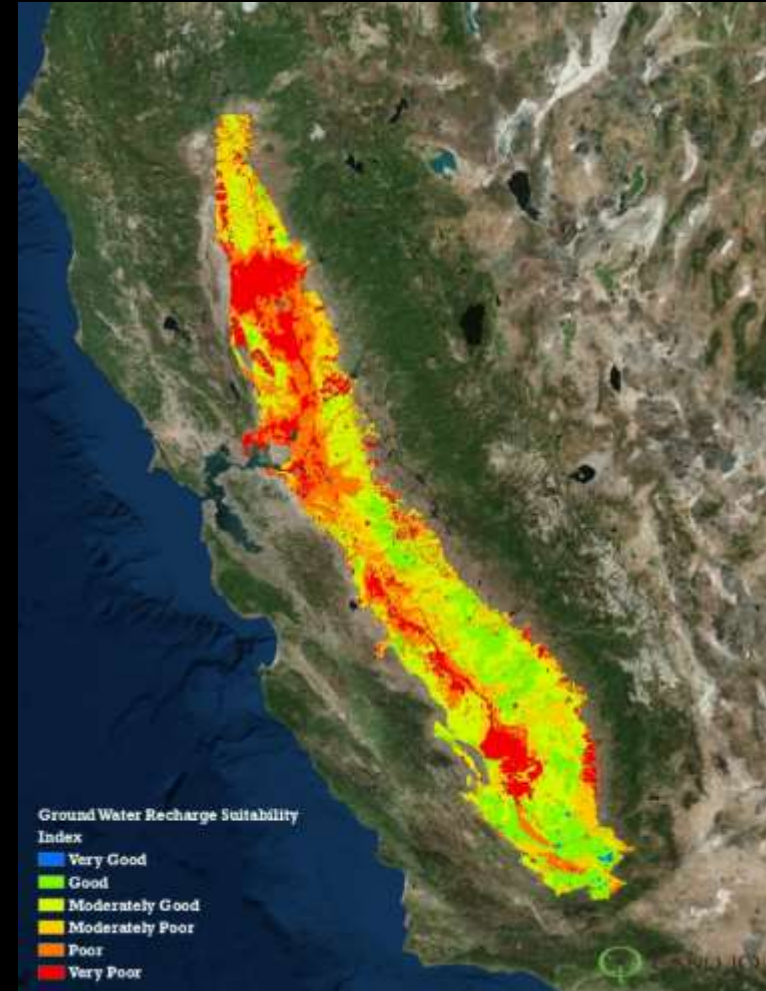 Ground Water Recharge Suitability
Index
Very Good
Good
Moderately Good
Moderately Poor
Poor
Very Poor